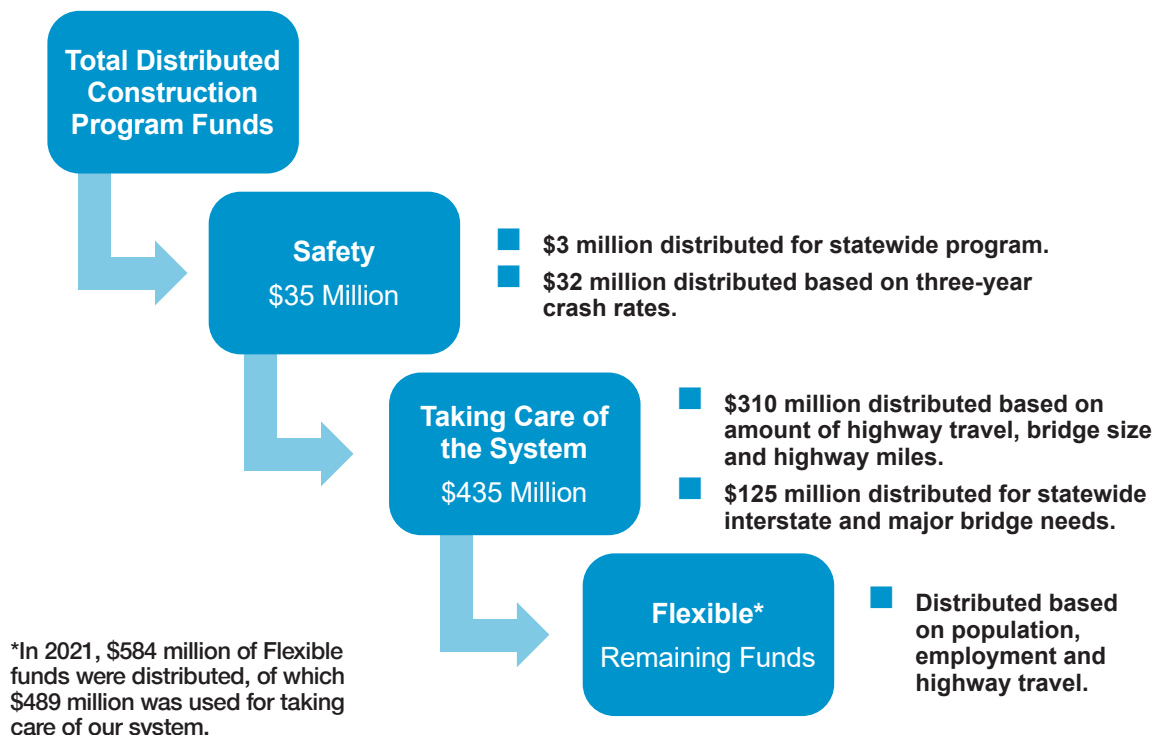 Total Distributed
Construction
Program Funds
Safety
$35 Million
$3 million distributed for statewide program.
$32 million distributed based on three-year
crash rates.
Taking Care of
the System
$435 Million
$310 million distributed based on
amount of highway travel, bridge size
and highway miles.
$125 million distributed for statewide
interstate and major bridge needs.
Flexible*
Remaining Funds
Distributed based
on population,
employment and
highway travel.
*In 2021, $584 million of Flexible
funds were distributed, of which
$489 million was used for taking
care of our system.